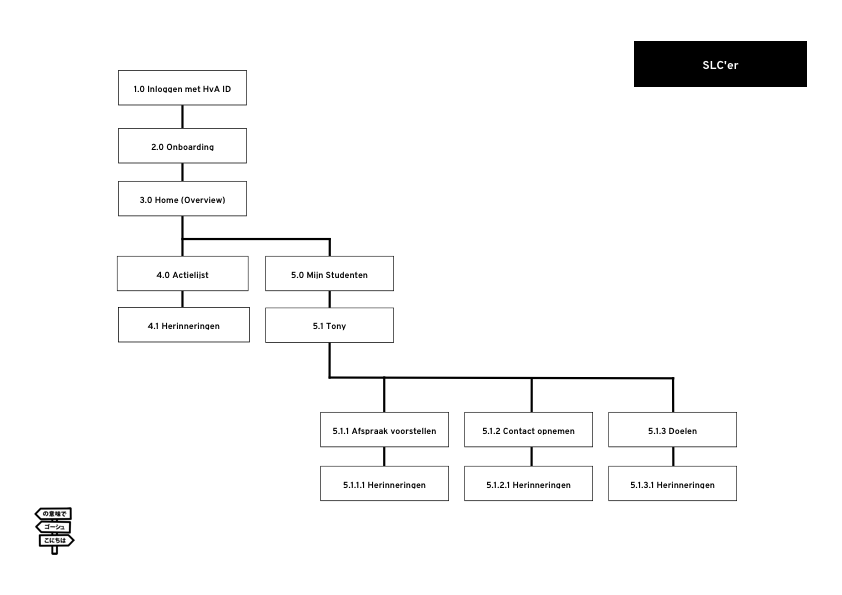 SLC'er
1.0 Inloggen met HvA ID
2.0 Onboarding
3.0 Home (Overview)
4.0 Actielijst
5.0 Mijn Studenten
4.1 Herinneringen
5.1 Tony
5.1.1 Afspraak voorstellen
5.1.2 Contact opnemen
5.1.3 Doelen
5.1.1.1 Herinneringen
5.1.2.1 Herinneringen
5.1.3.1 Herinneringen
の意味で
ゴーシュ
こにちは